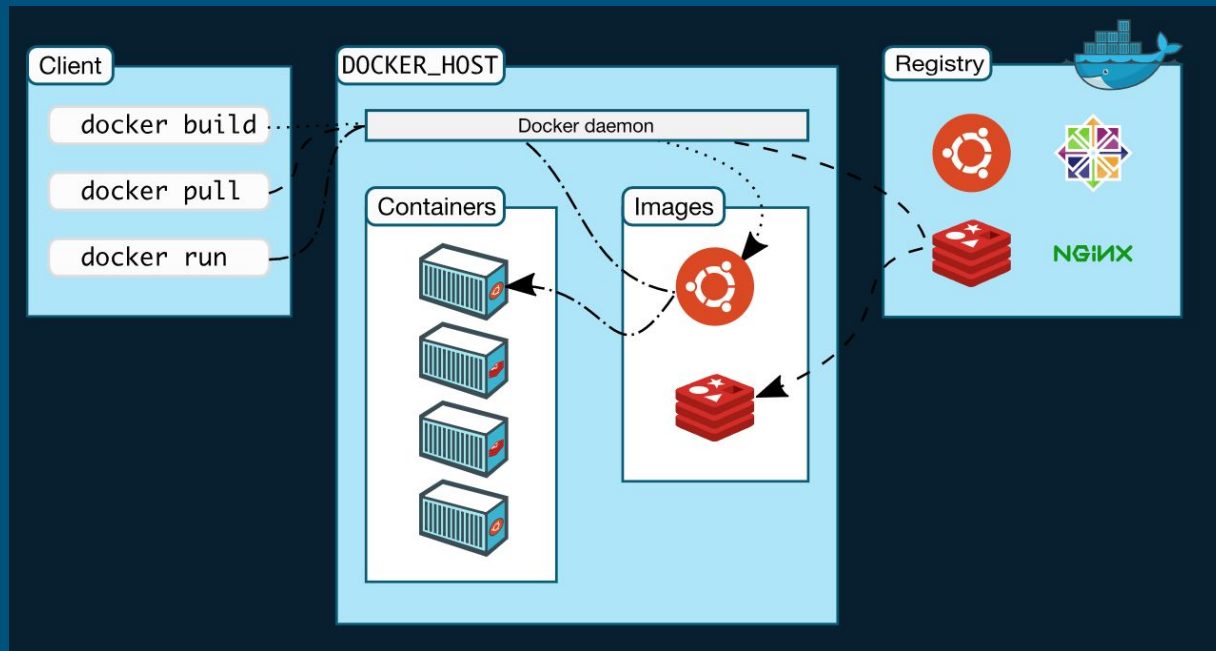 Client
docker build
docker pull
docker run
DOCKER_HOST
Docker daemon
Containers
Images
Registry
NGINX